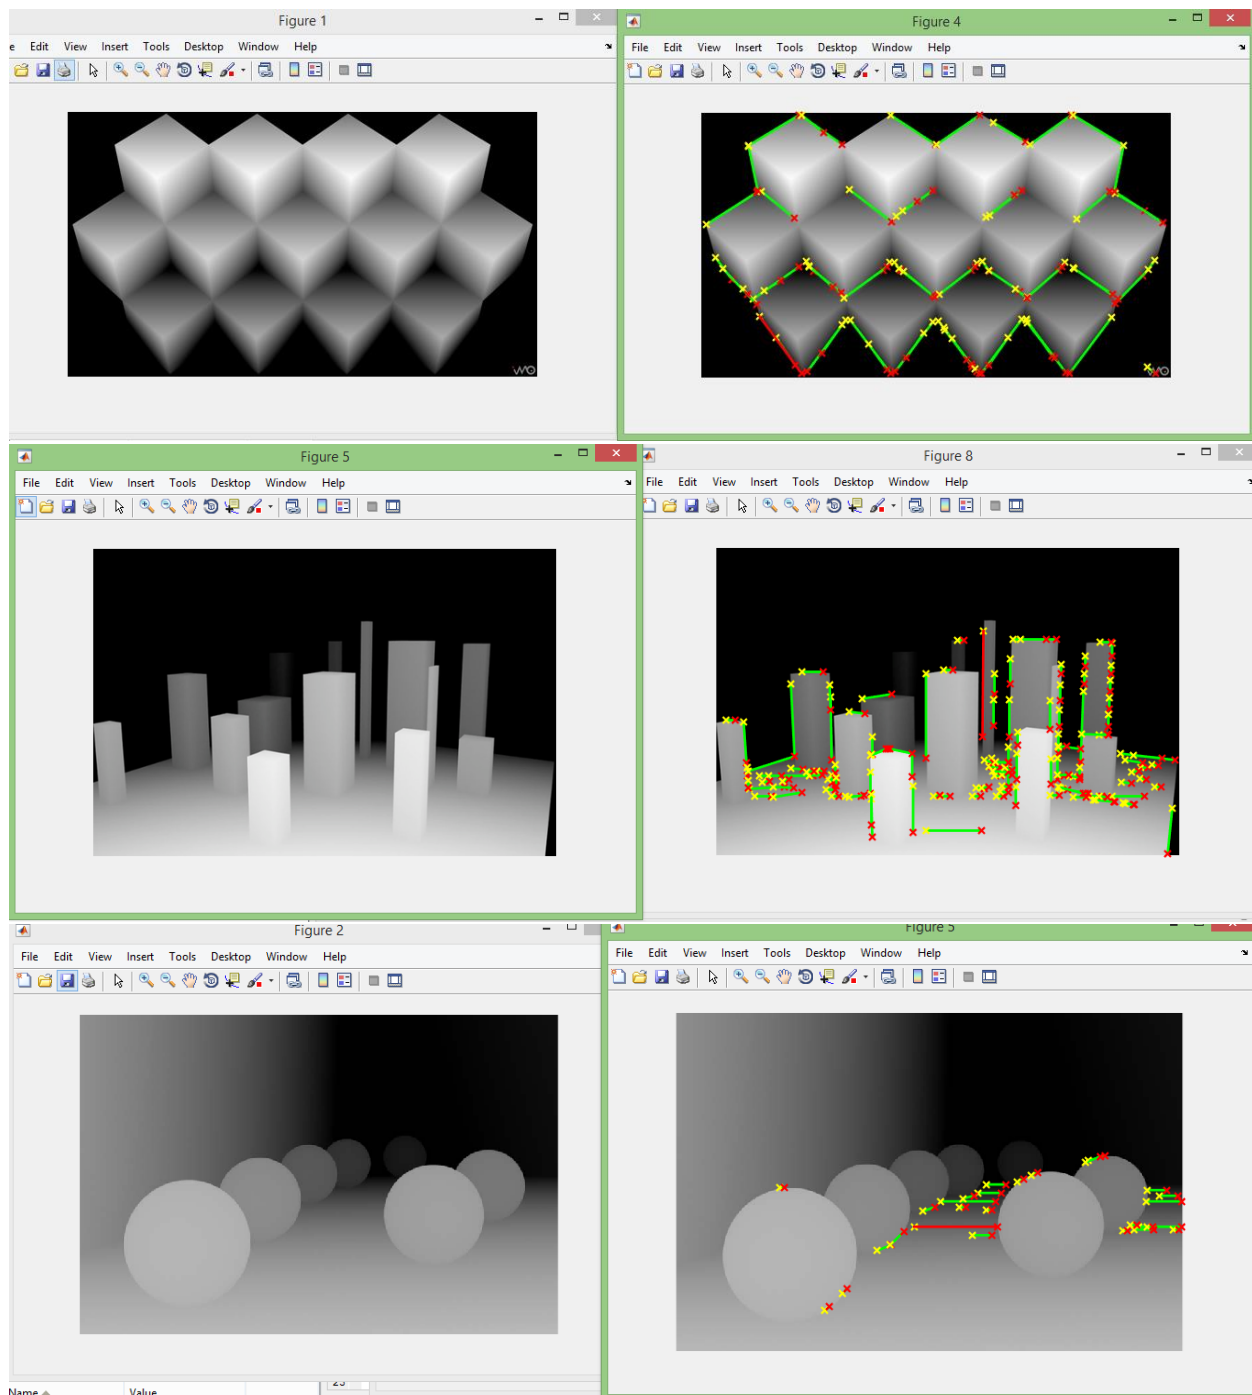 Figure 1
Edit View Insert Tools Desktop Window Help
Figure 4
File Edit View Insert Tools Desktop Window Help
Figure 5
File Edit View Insert Tools Desktop Window Help
Figure 8
File Edit View Insert Tools Desktop Window Help
Figure 2
File Edit View Insert Tools Desktop Window Help
Figure 5
File Edit View Insert Tools Desktop Window Help
Name Value